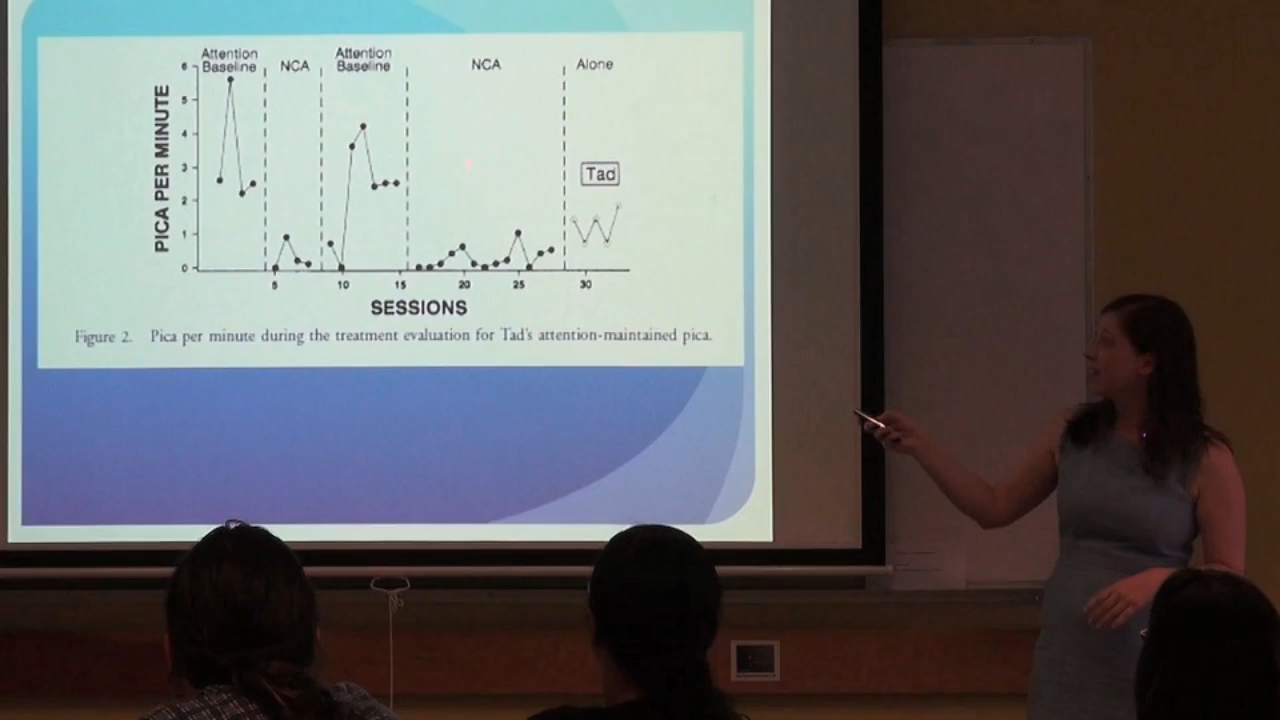 Attention
Baseline
NCA
Attention
Baseline
NCA
Alone
PICA PER MINUTE
6
5
4
3
2
1
0
Tad
5
10
15
20
25
30
SESSIONS
Figure 2. Pica per minute during the treatment evaluation for Tad's attention-maintained pica.